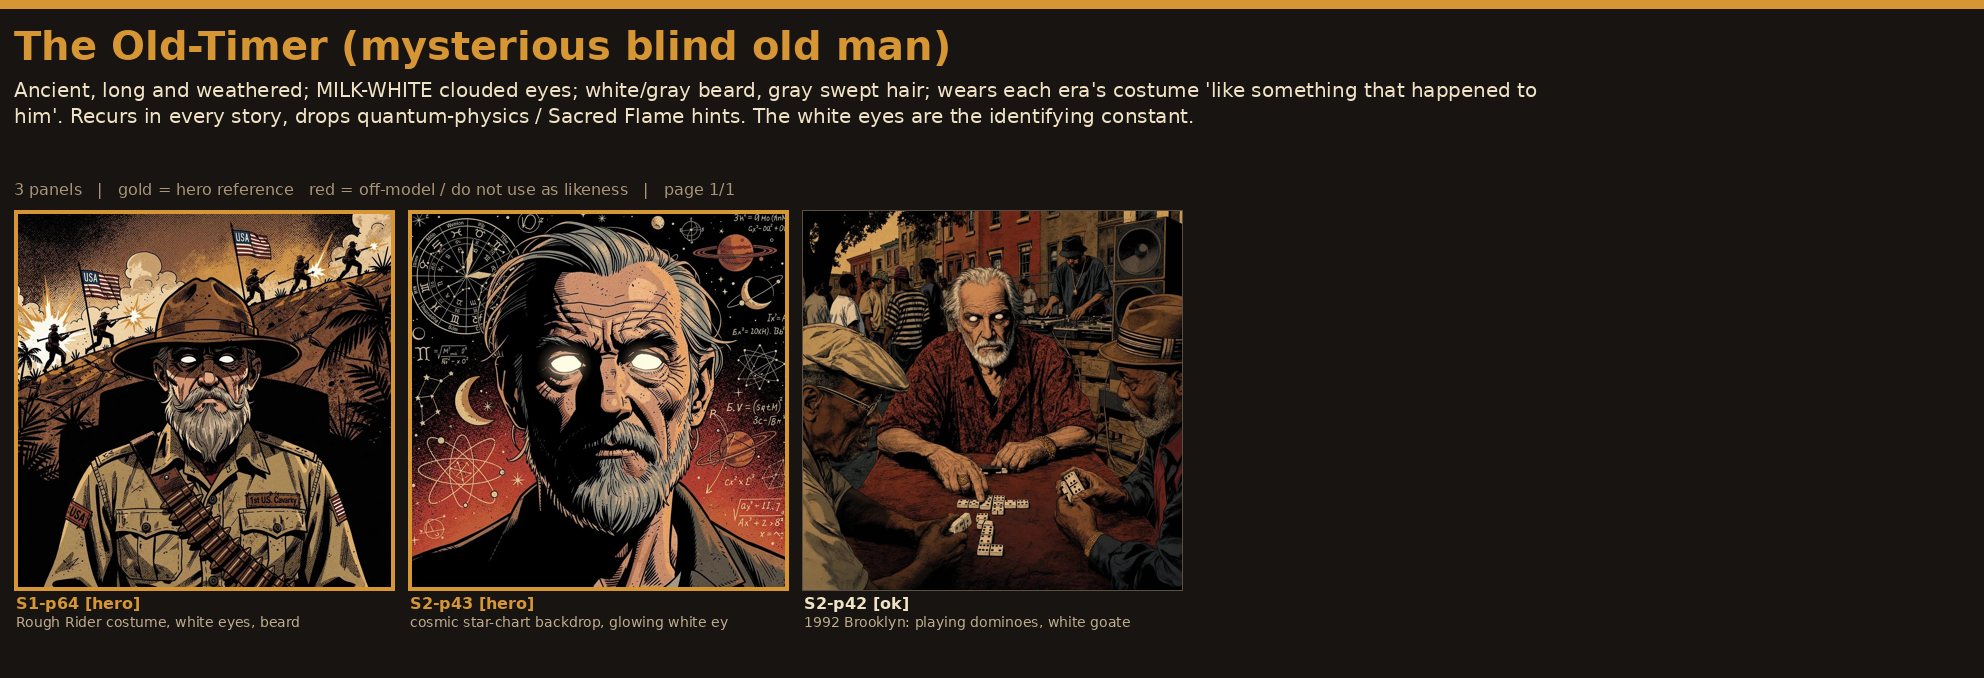 The Old-Timer (mysterious blind old man)
Ancient, long and weathered; MILK-WHITE clouded eyes; white/gray beard, gray swept hair; wears each era's costume 'like something that happened to
him'. Recurs in every story, drops quantum-physics / Sacred Flame hints. The white eyes are the identifying constant.
3 panels | gold = hero reference red = off-model / do not use as likeness | page 1/1
USA
USA
1st U.S. Cavarky
USA
S1-p64 [hero]
Rough Rider costume, white eyes, beard
S2-p43 [hero]
cosmic star-chart backdrop, glowing white ey
S2-p42 [ok]
1992 Brooklyn: playing dominoes, white goate